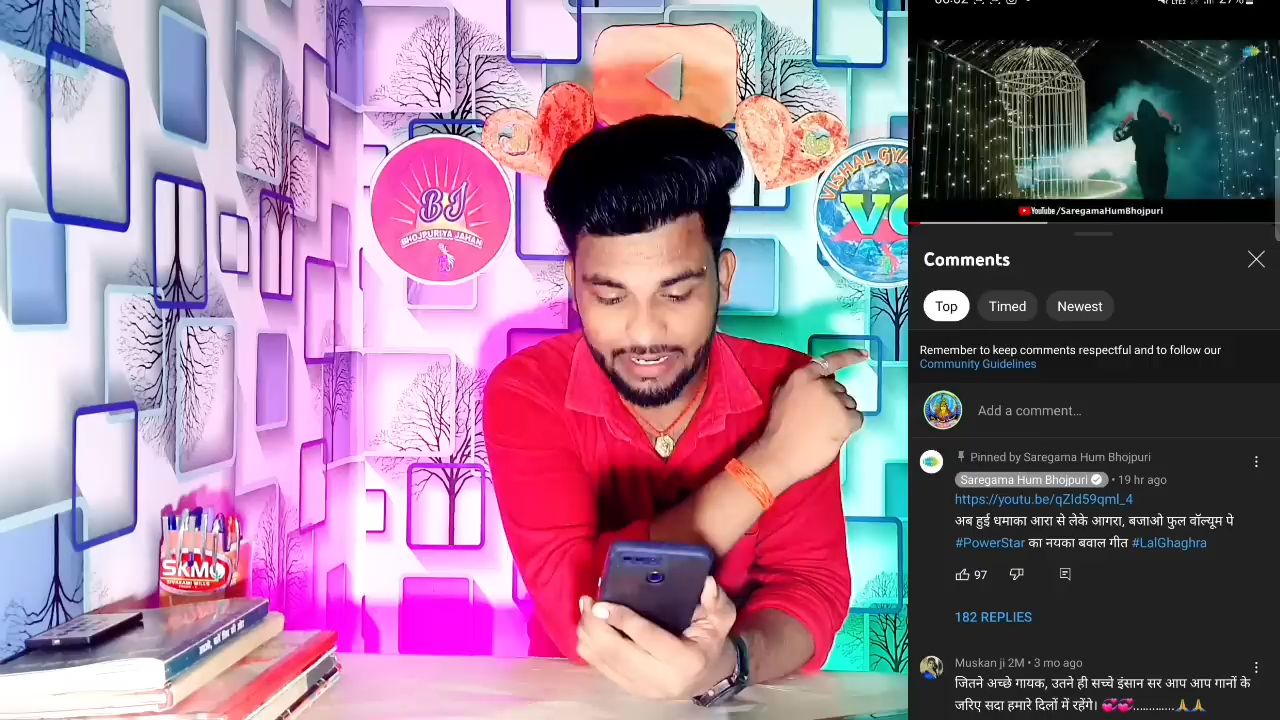 BJ
BHOJPURIYA JAHAN
VISHAL GYA
SKM
YouTube /SaregamaHumBhojpuri
Comments
Top Timed Newest
Remember to keep comments respectful and to follow our
Community Guidelines
Add a comment…
Pinned by Saregama Hum Bhojpuri
Saregama Hum Bhojpuri • 19 hr ago
https://youtu.be/qZId59qml_4
अब हुई धमाका आरा से लेके आगरा, बजाओ फुल वॉल्यूम पे
#PowerStar का नयका बवाल गीत #LalGhaghra
97
182 REPLIES
Muskan ji 2M • 3 mo ago
जितने अच्छे गायक, उतने ही सच्चे इंसान सर आप आप गानों के
जरिए सदा हमारे दिलों में रहेंगे। 💞💞............🙏🙏